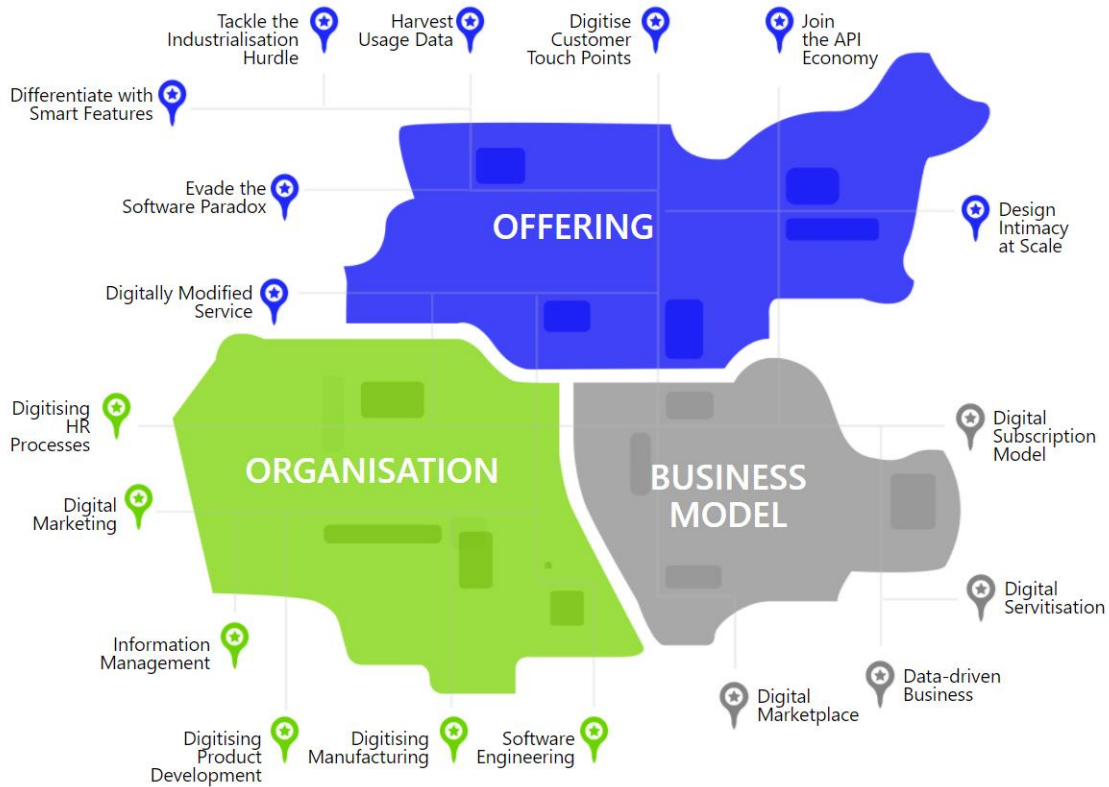 Tackle the
Industrialisation
Hurdle
Harvest
Usage Data
Digitise
Customer
Touch Points
Join
the API
Economy
Differentiate with
Smart Features
Evade the
Software Paradox
OFFERING
Design
Intimacy
at Scale
Digitally Modified
Service
Digitising
HR
Processes
ORGANISATION
BUSINESS
MODEL
Digital
Subscription
Model
Digital
Marketing
Digital
Servitisation
Information
Management
Data-driven
Business
Digital
Marketplace
Digitising
Product
Development
Digitising
Manufacturing
Software
Engineering